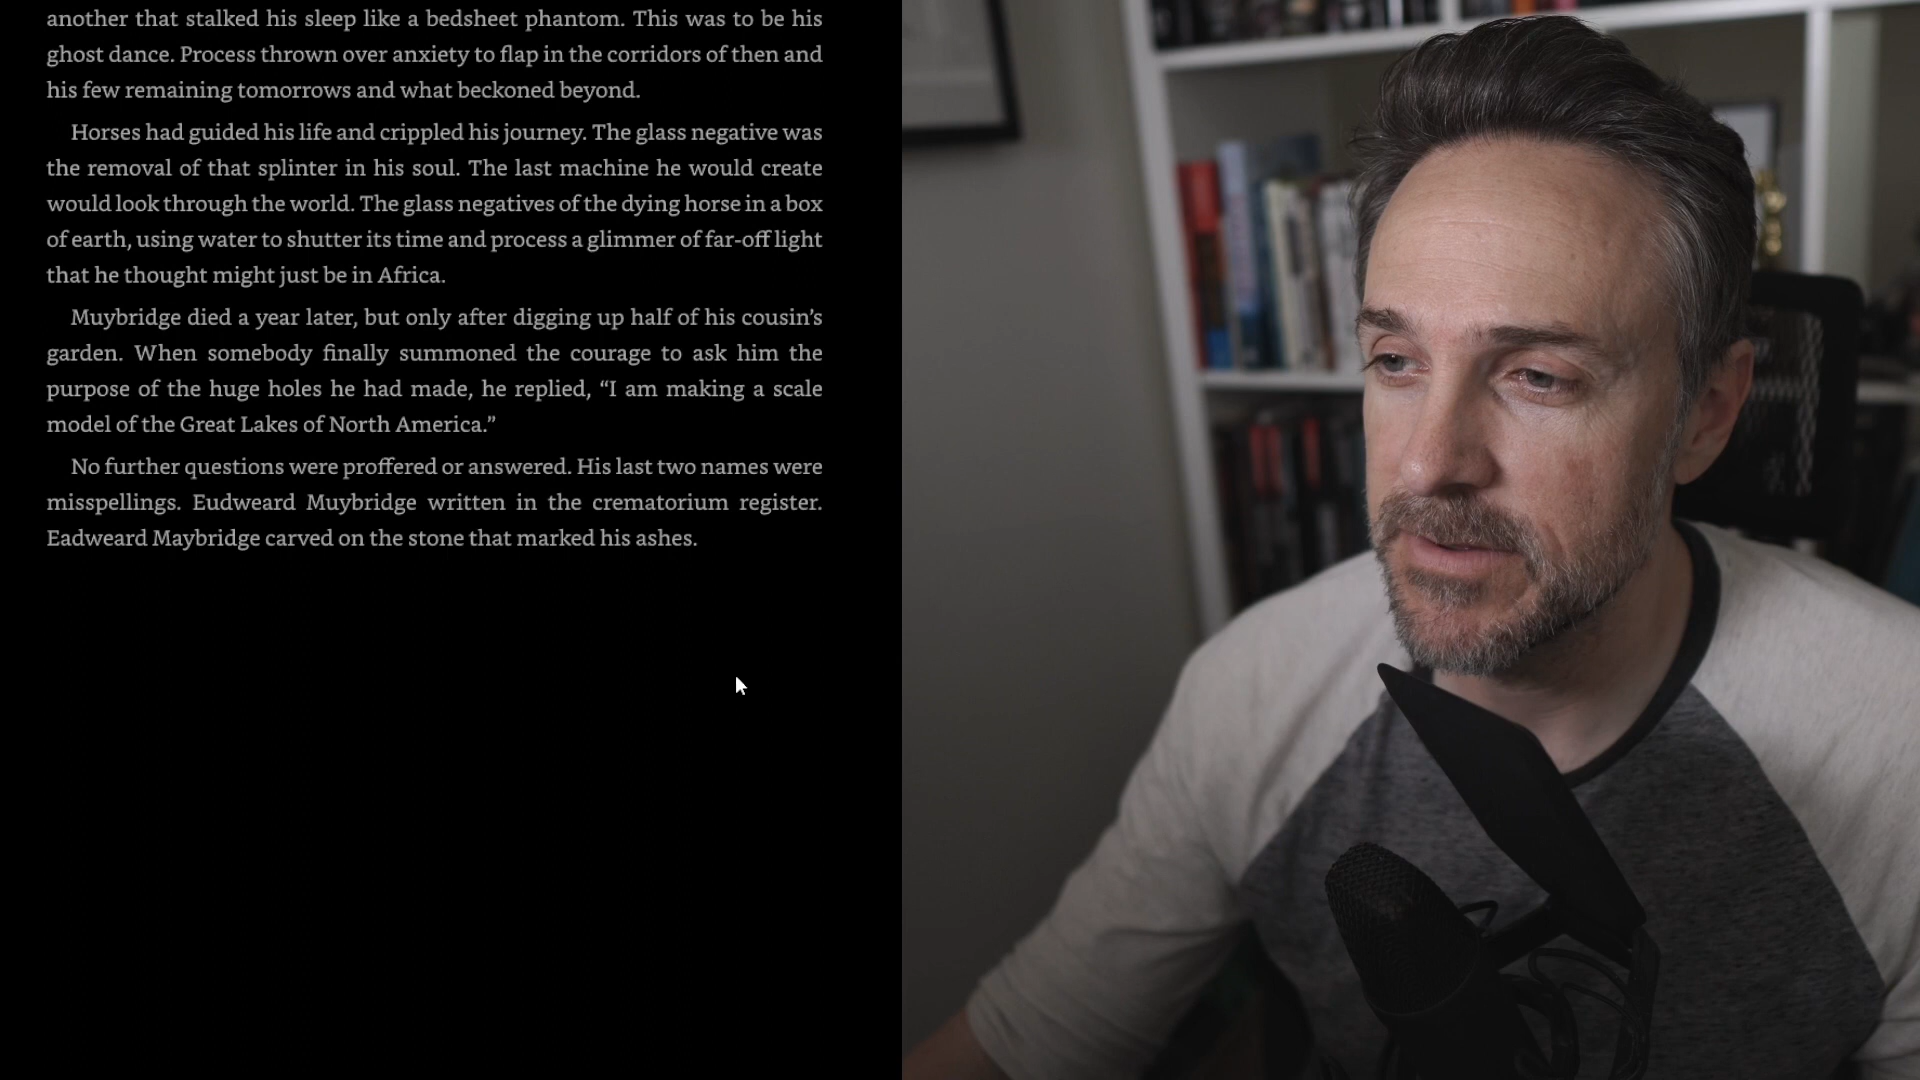 another that stalked his sleep like a bedsheet phantom. This was to be his
ghost dance. Process thrown over anxiety to flap in the corridors of then and
his few remaining tomorrows and what beckoned beyond.
Horses had guided his life and crippled his journey. The glass negative was
the removal of that splinter in his soul. The last machine he would create
would look through the world. The glass negatives of the dying horse in a box
of earth, using water to shutter its time and process a glimmer of far-off light
that he thought might just be in Africa.
Muybridge died a year later, but only after digging up half of his cousin’s
garden. When somebody finally summoned the courage to ask him the
purpose of the huge holes he had made, he replied, “I am making a scale
model of the Great Lakes of North America.”
No further questions were proffered or answered. His last two names were
misspellings. Eudweard Muybridge written in the crematorium register.
Eadweard Maybridge carved on the stone that marked his ashes.